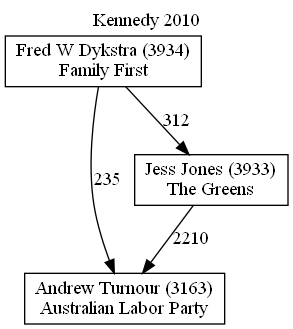 Kennedy 2010
Fred W Dykstra (3934)
Family First
312
Jess Jones (3933)
The Greens
235
2210
Andrew Turnour (3163)
Australian Labor Party